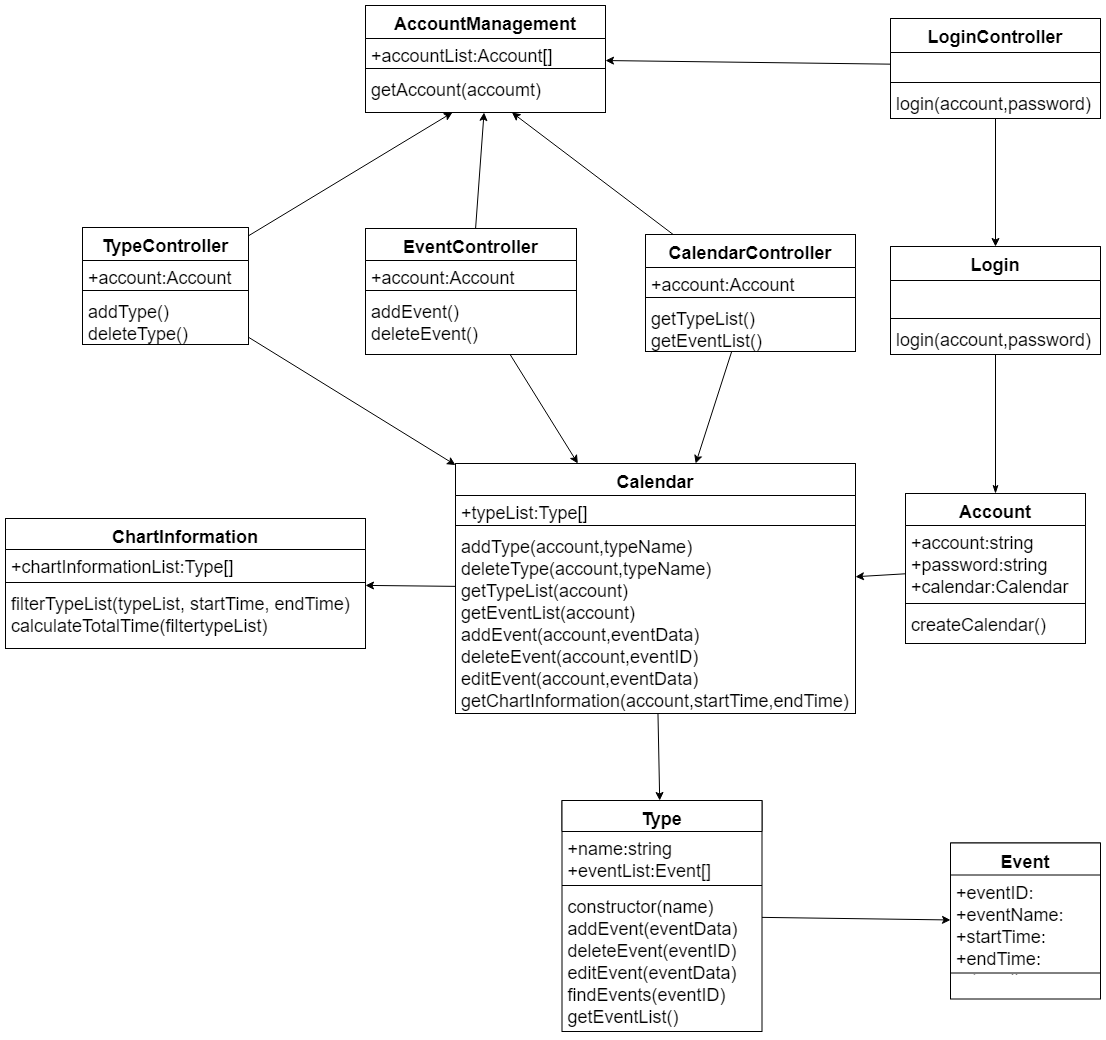 AccountManagement
+accountList:Account[]
getAccount(accoumt)
LoginController
login(account,password)
TypeController
+account:Account
addType()
deleteType()
EventController
+account:Account
addEvent()
deleteEvent()
CalendarController
+account:Account
getTypeList()
getEventList()
Login
login(account,password)
Calendar
+typeList:Type[]
addType(account,typeName)
deleteType(account,typeName)
getTypeList(account)
getEventList(account)
addEvent(account,eventData)
deleteEvent(account,eventID)
editEvent(account,eventData)
getChartInformation(account,startTime,endTime)
ChartInformation
+chartInformationList:Type[]
filterTypeList(typeList, startTime, endTime)
calculateTotalTime(filtertypeList)
Account
+account:string
+password:string
+calendar:Calendar
createCalendar()
Type
+name:string
+eventList:Event[]
constructor(name)
addEvent(eventData)
deleteEvent(eventID)
editEvent(eventData)
findEvents(eventID)
getEventList()
Event
+eventID:
+eventName:
+startTime:
+endTime: